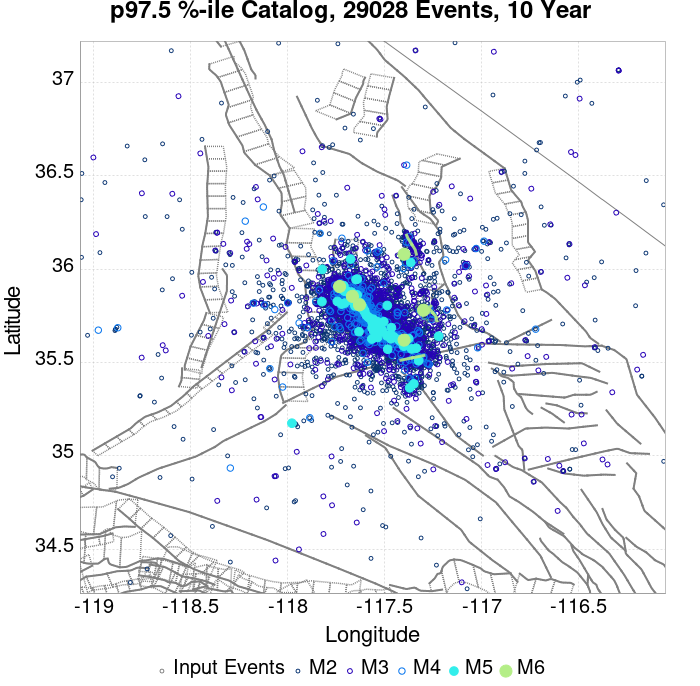 p97.5 %-ile Catalog, 29028 Events, 10 Year
37
36.5
36
35.5
35
34.5
Latitude
-119 -118.5 -118 -117.5 -117 -116.5
Longitude
Input Events M2 M3 M4 M5 M6